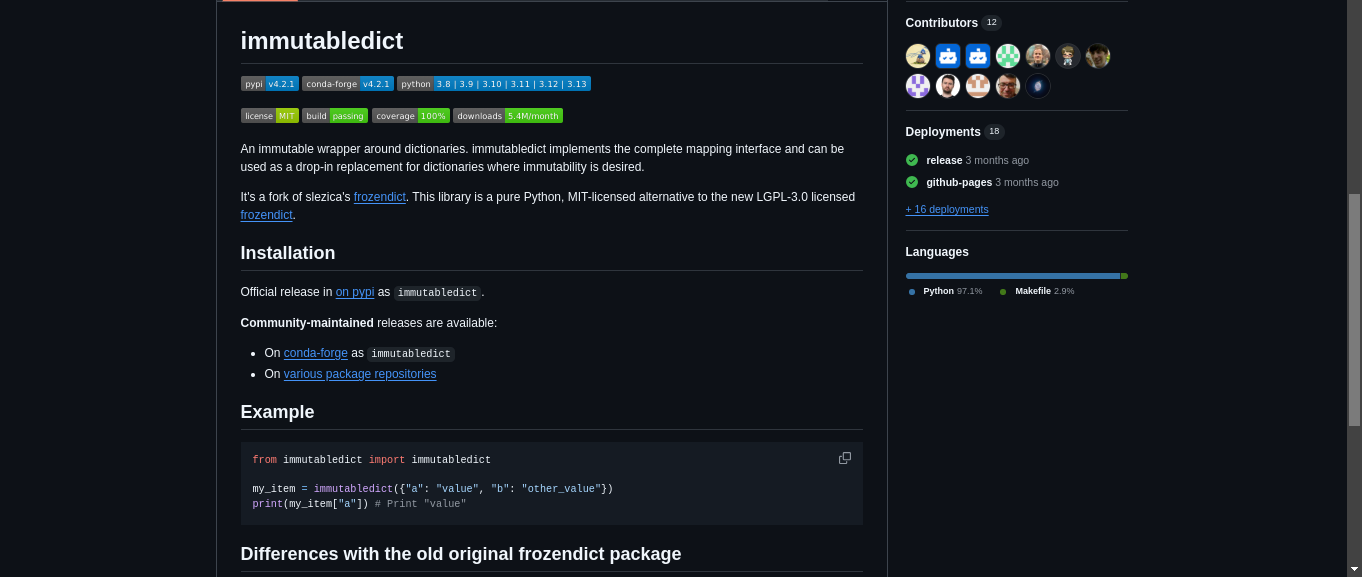 immutabledict
pypi v4.2.1 conda-forge v4.2.1 python 3.8 | 3.9 | 3.10 | 3.11 | 3.12 | 3.13
license MIT build passing coverage 100% downloads 5.4M/month
An immutable wrapper around dictionaries. immutabledict implements the complete mapping interface and can be
used as a drop-in replacement for dictionaries where immutability is desired.
It's a fork of slezica's frozendict. This library is a pure Python, MIT-licensed alternative to the new LGPL-3.0 licensed
frozendict.
Installation
Official release in on pypi as immutabledict.
Community-maintained releases are available:
• On conda-forge as immutabledict
• On various package repositories
Example
from immutabledict import immutabledict
my_item = immutabledict({"a": "value", "b": "other_value"})
print(my_item["a"]) # Print "value"
Differences with the old original frozendict package
Contributors 12
Deployments 18
release 3 months ago
github-pages 3 months ago
+ 16 deployments
Languages
Python 97.1% Makefile 2.9%